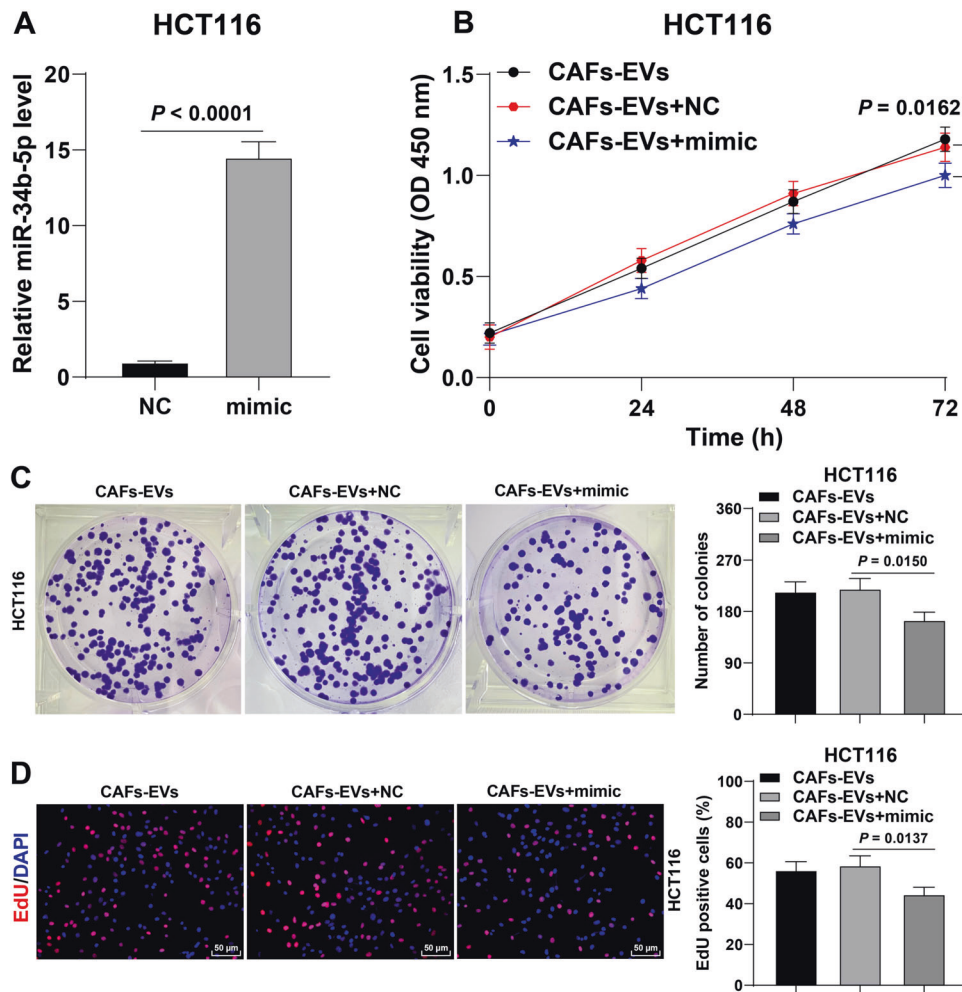 A
HCT116
Relative miR-34b-5p level
20
15
10
5
0
P < 0.0001
NC
mimic
B
HCT116
Cell viability (OD 450 nm)
1.5
1.0
0.5
0.0
CAFs-EVs
CAFs-EVs+NC
CAFs-EVs+mimic
P = 0.0162
0
24
48
72
Time (h)
C
CAFs-EVs
CAFs-EVs+NC
CAFs-EVs+mimic
HCT116
HCT116
CAFs-EVs
CAFs-EVs+NC
CAFs-EVs+mimic
P = 0.0150
Number of colonies
360
270
180
90
0
D
CAFs-EVs
CAFs-EVs+NC
CAFs-EVs+mimic
EdU/DAPI
50 μm
50 μm
50 μm
HCT116
HCT116
CAFs-EVs
CAFs-EVs+NC
CAFs-EVs+mimic
P = 0.0137
EdU positive cells (%)
100
80
60
40
20
0